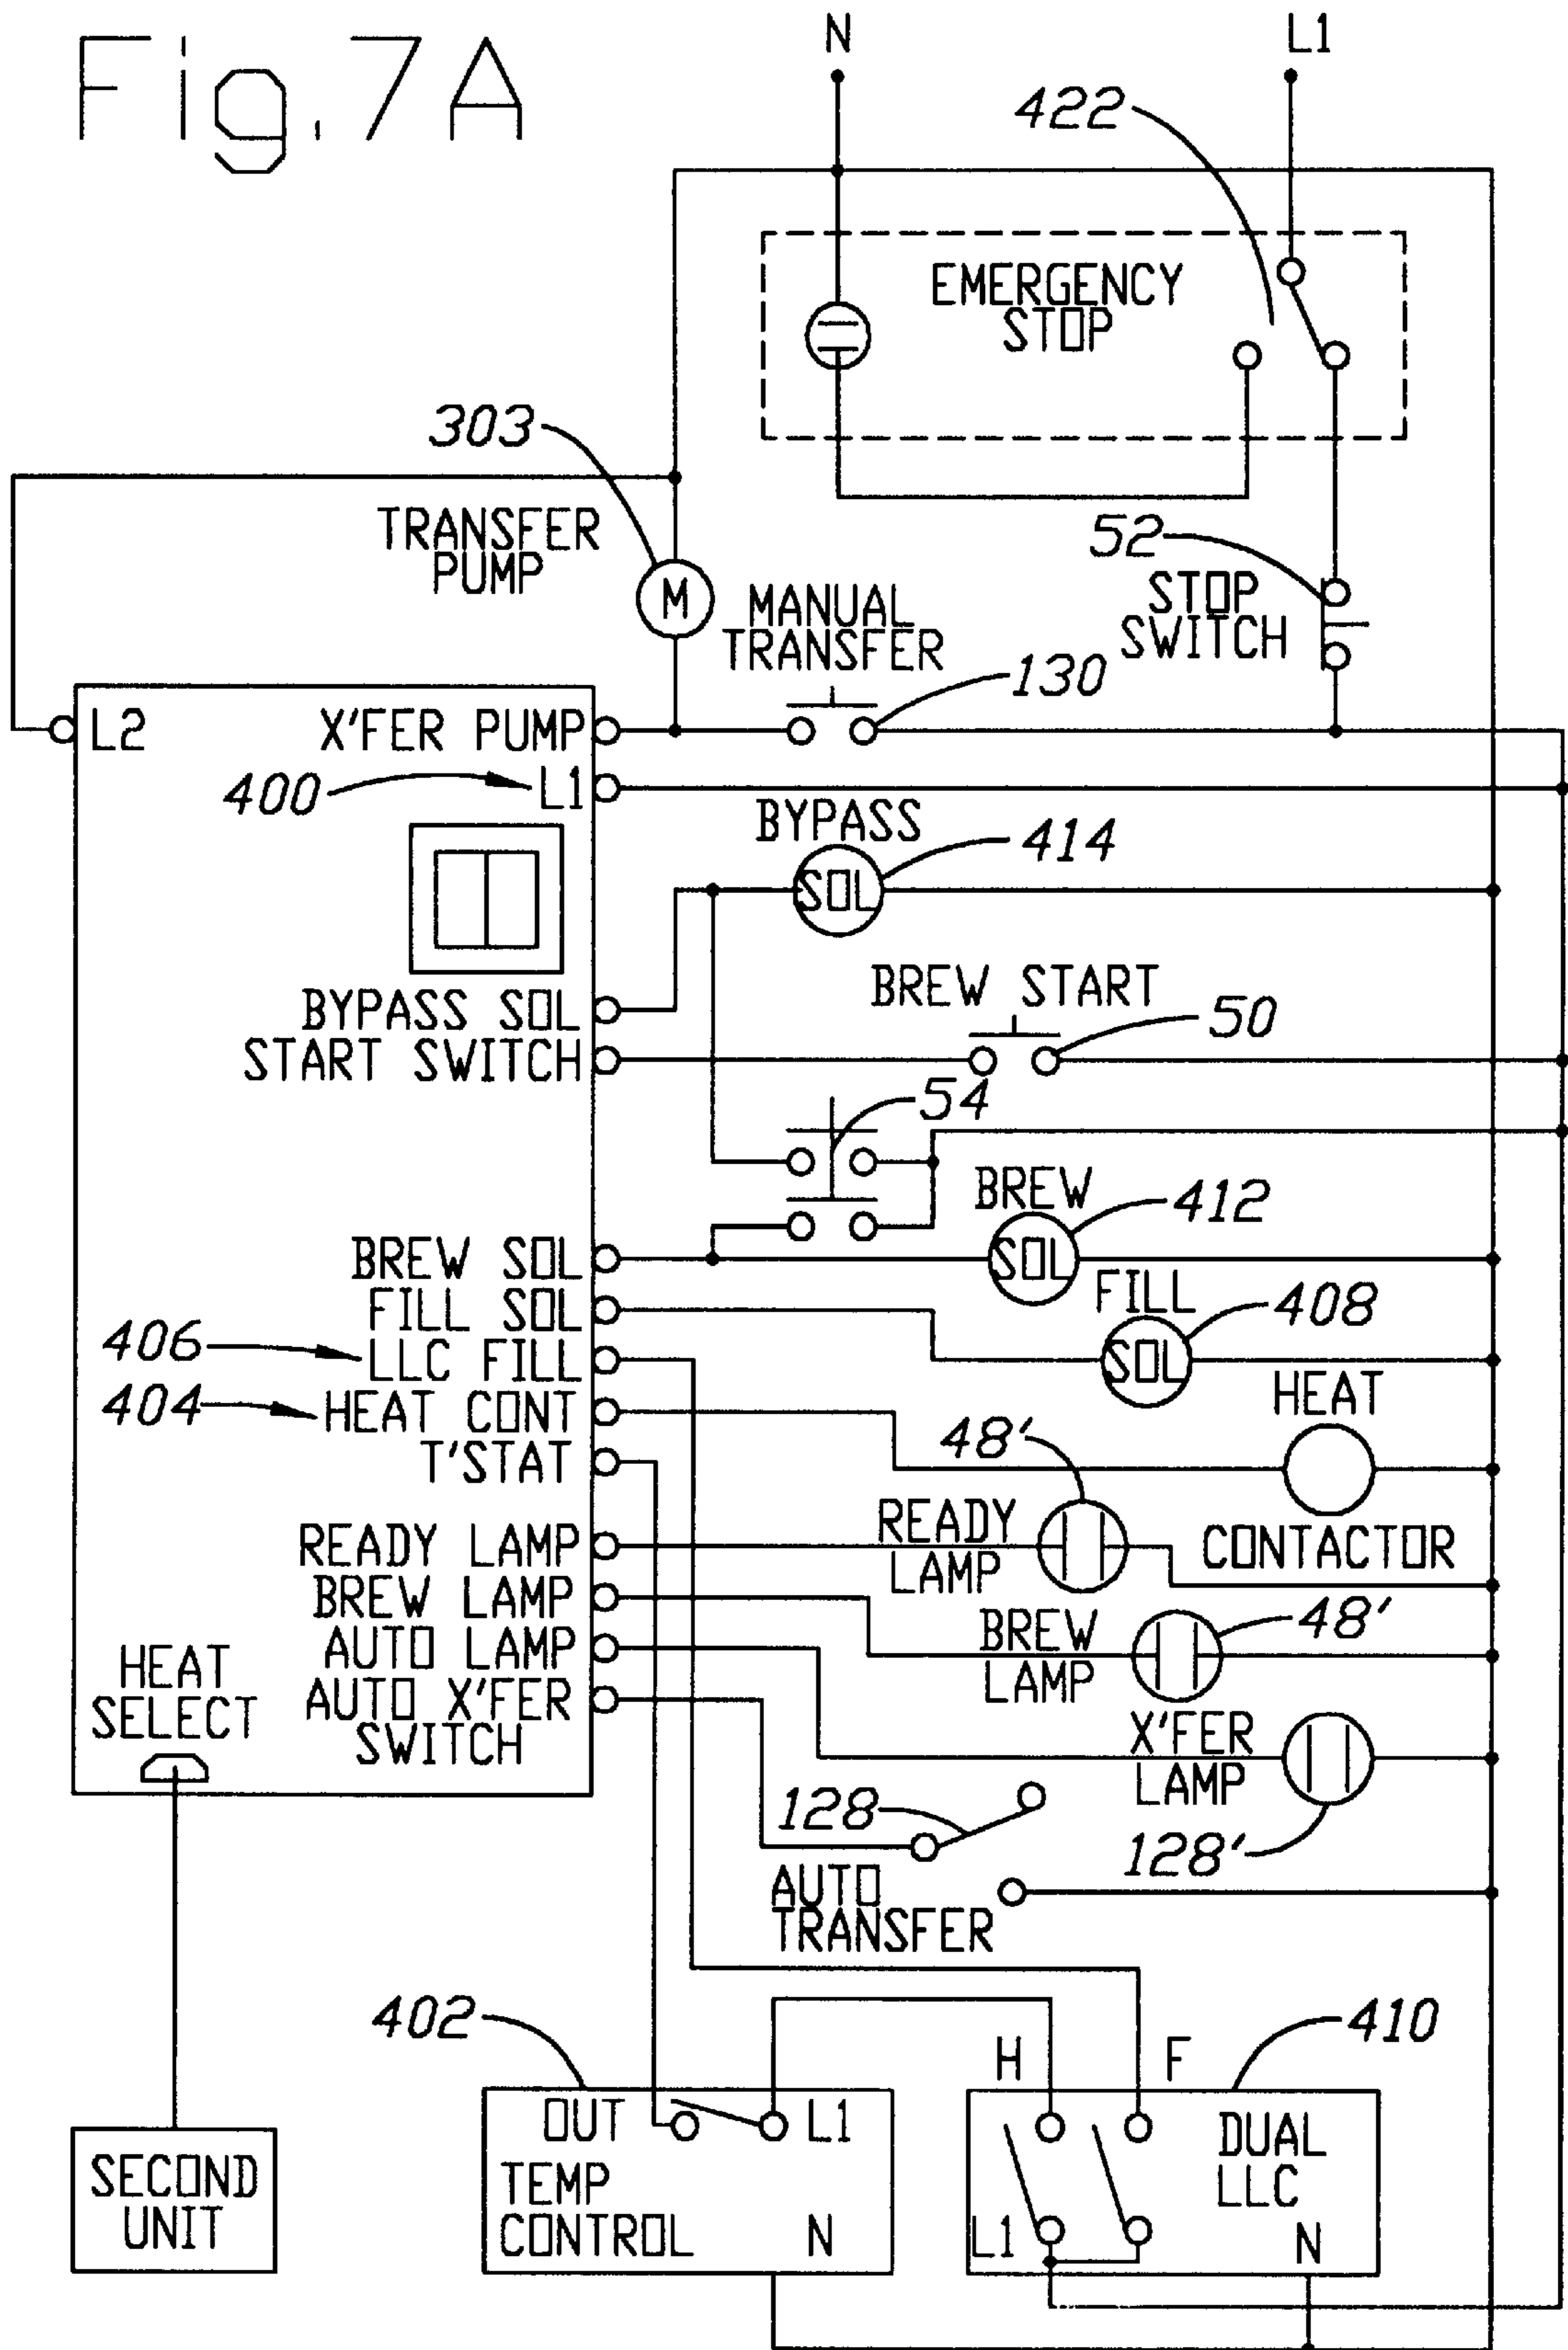 Fig. 7A
N
L1
422
EMERGENCY
STOP
303
TRANSFER
PUMP
M
52
STOP
SWITCH
MANUAL
TRANSFER
130
L2
X'FER PUMP
400
L1
BYPASS
414
SOL
BREW START
50
BYPASS SOL
START SWITCH
54
BREW
412
SOL
BREW SOL
FILL
408
SOL
FILL SOL
406
LLC FILL
404
HEAT CONT
T'STAT
HEAT
CONTACTOR
48'
READY
LAMP
READY LAMP
BREW LAMP
AUTO LAMP
AUTO X'FER
SWITCH
BREW
LAMP
48'
HEAT
SELECT
X'FER
LAMP
128'
128
AUTO
TRANSFER
402
410
H
F
OUT
L1
TEMP
CONTROL
N
DUAL
LLC
L1
N
SECOND
UNIT